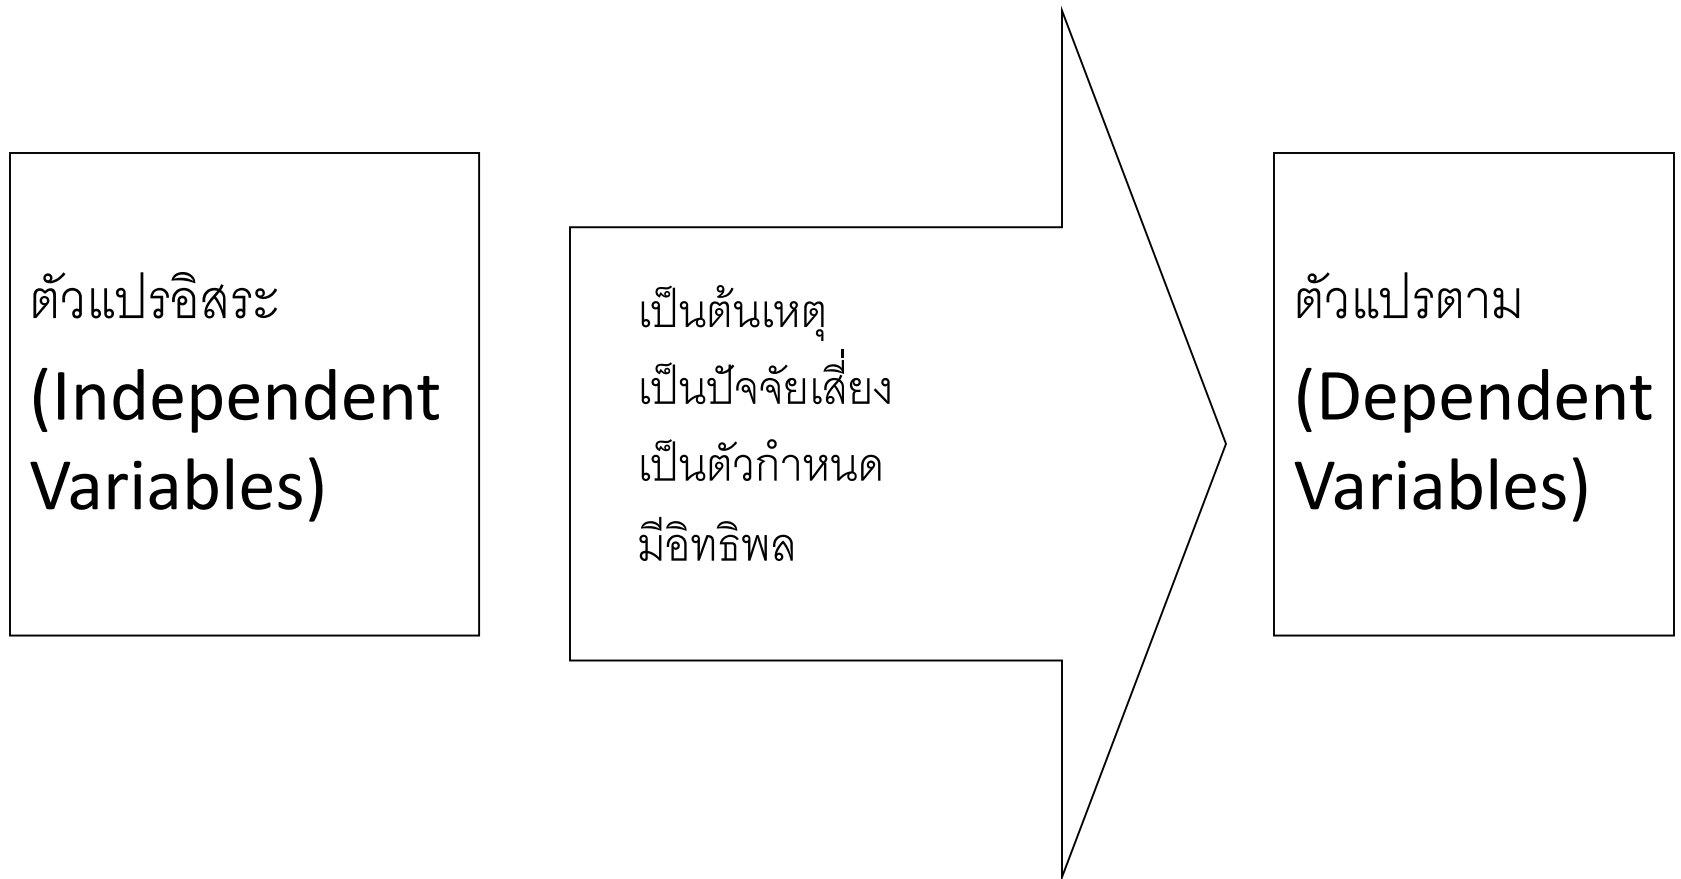 ตัวแปรอิสระ
(Independent
Variables)
เป็นต้นเหตุ
เป็นปัจจัยเสี่ยง
เป็นตัวกำหนด
มีอิทธิพล
ตัวแปรตาม
(Dependent
Variables)